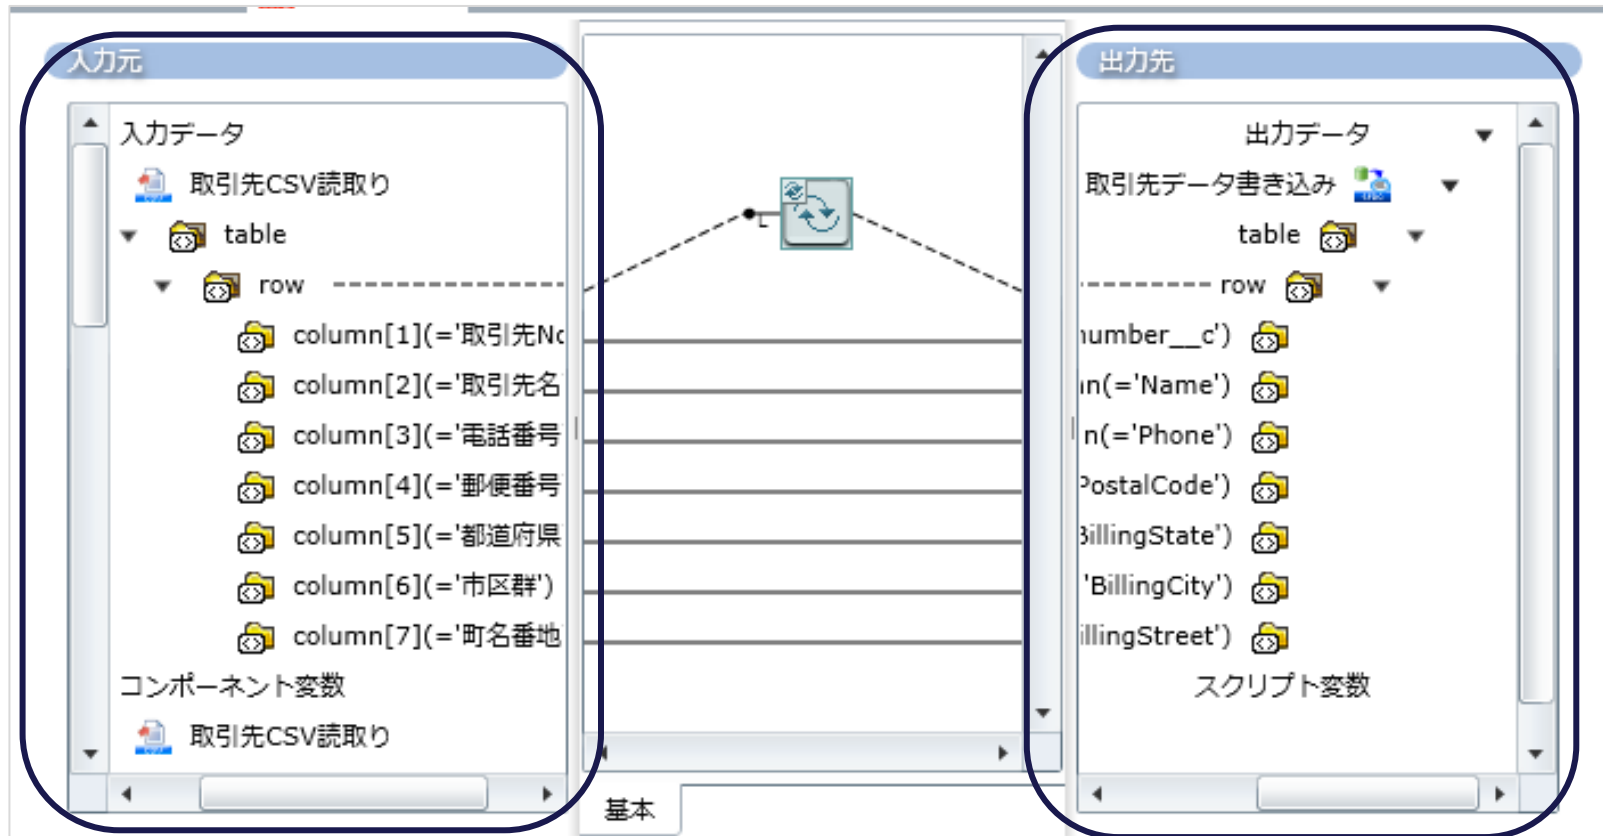 入力元
入力データ
取引先CSV読取り
table
row
column[1](='取引先No
column[2](='取引先名
column[3](='電話番号
column[4](='郵便番号
column[5](='都道府県
column[6](='市区群')
column[7](='町名番地
コンポーネント変数
取引先CSV読取り
基本
出力先
出力データ
取引先データ書き込み
table
row
number__c')
n(='Name')
n(='Phone')
PostalCode')
BillingState')
'BillingCity')
illingStreet')
スクリプト変数